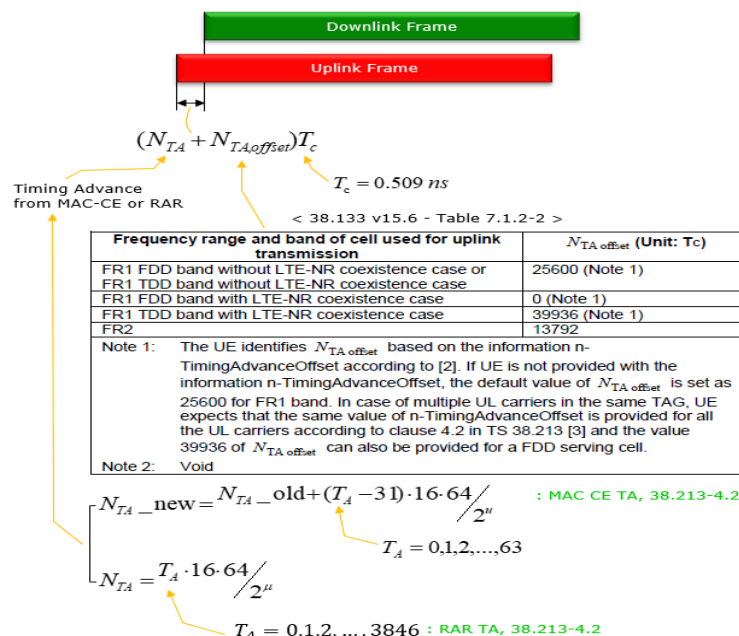 Downlink Frame
Uplink Frame
(N_TA + N_TA,offset)T_c
T_c = 0.509 ns
Timing Advance
from MAC-CE or RAR
< 38.133 v15.6 - Table 7.1.2-2 >
Frequency range and band of cell used for uplink transmission
N_TA offset (Unit: Tc)
FR1 FDD band without LTE-NR coexistence case or
FR1 TDD band without LTE-NR coexistence case
25600 (Note 1)
FR1 FDD band with LTE-NR coexistence case
0 (Note 1)
FR1 TDD band with LTE-NR coexistence case
39936 (Note 1)
FR2
13792
Note 1: The UE identifies N_TA offset based on the information n-
TimingAdvanceOffset according to [2]. If UE is not provided with the
information n-TimingAdvanceOffset, the default value of N_TA offset is set as
25600 for FR1 band. In case of multiple UL carriers in the same TAG, UE
expects that the same value of n-TimingAdvanceOffset is provided for all
the UL carriers according to clause 4.2 in TS 38.213 [3] and the value
39936 of N_TA offset can also be provided for a FDD serving cell.
Note 2: Void
N_TA_new = N_TA_old + (T_A − 31)·16·64/2^u : MAC CE TA, 38.213-4.2
T_A = 0,1,2,...,63
N_TA = T_A·16·64/2^μ
T_A = 0,1,2,...,3846 : RAR TA, 38.213-4.2